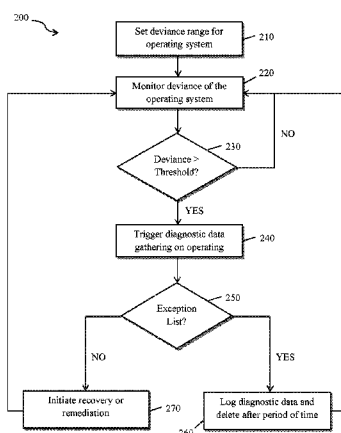 200
Set deviance range for
operating system
210
Monitor deviance of the
operating system
220
Deviance >
Threshold?
230
NO
YES
Trigger diagnostic data
gathering on operating
240
Exception
List?
250
NO
YES
Initiate recovery or
remediation
270
Log diagnostic data and
delete after period of time
260